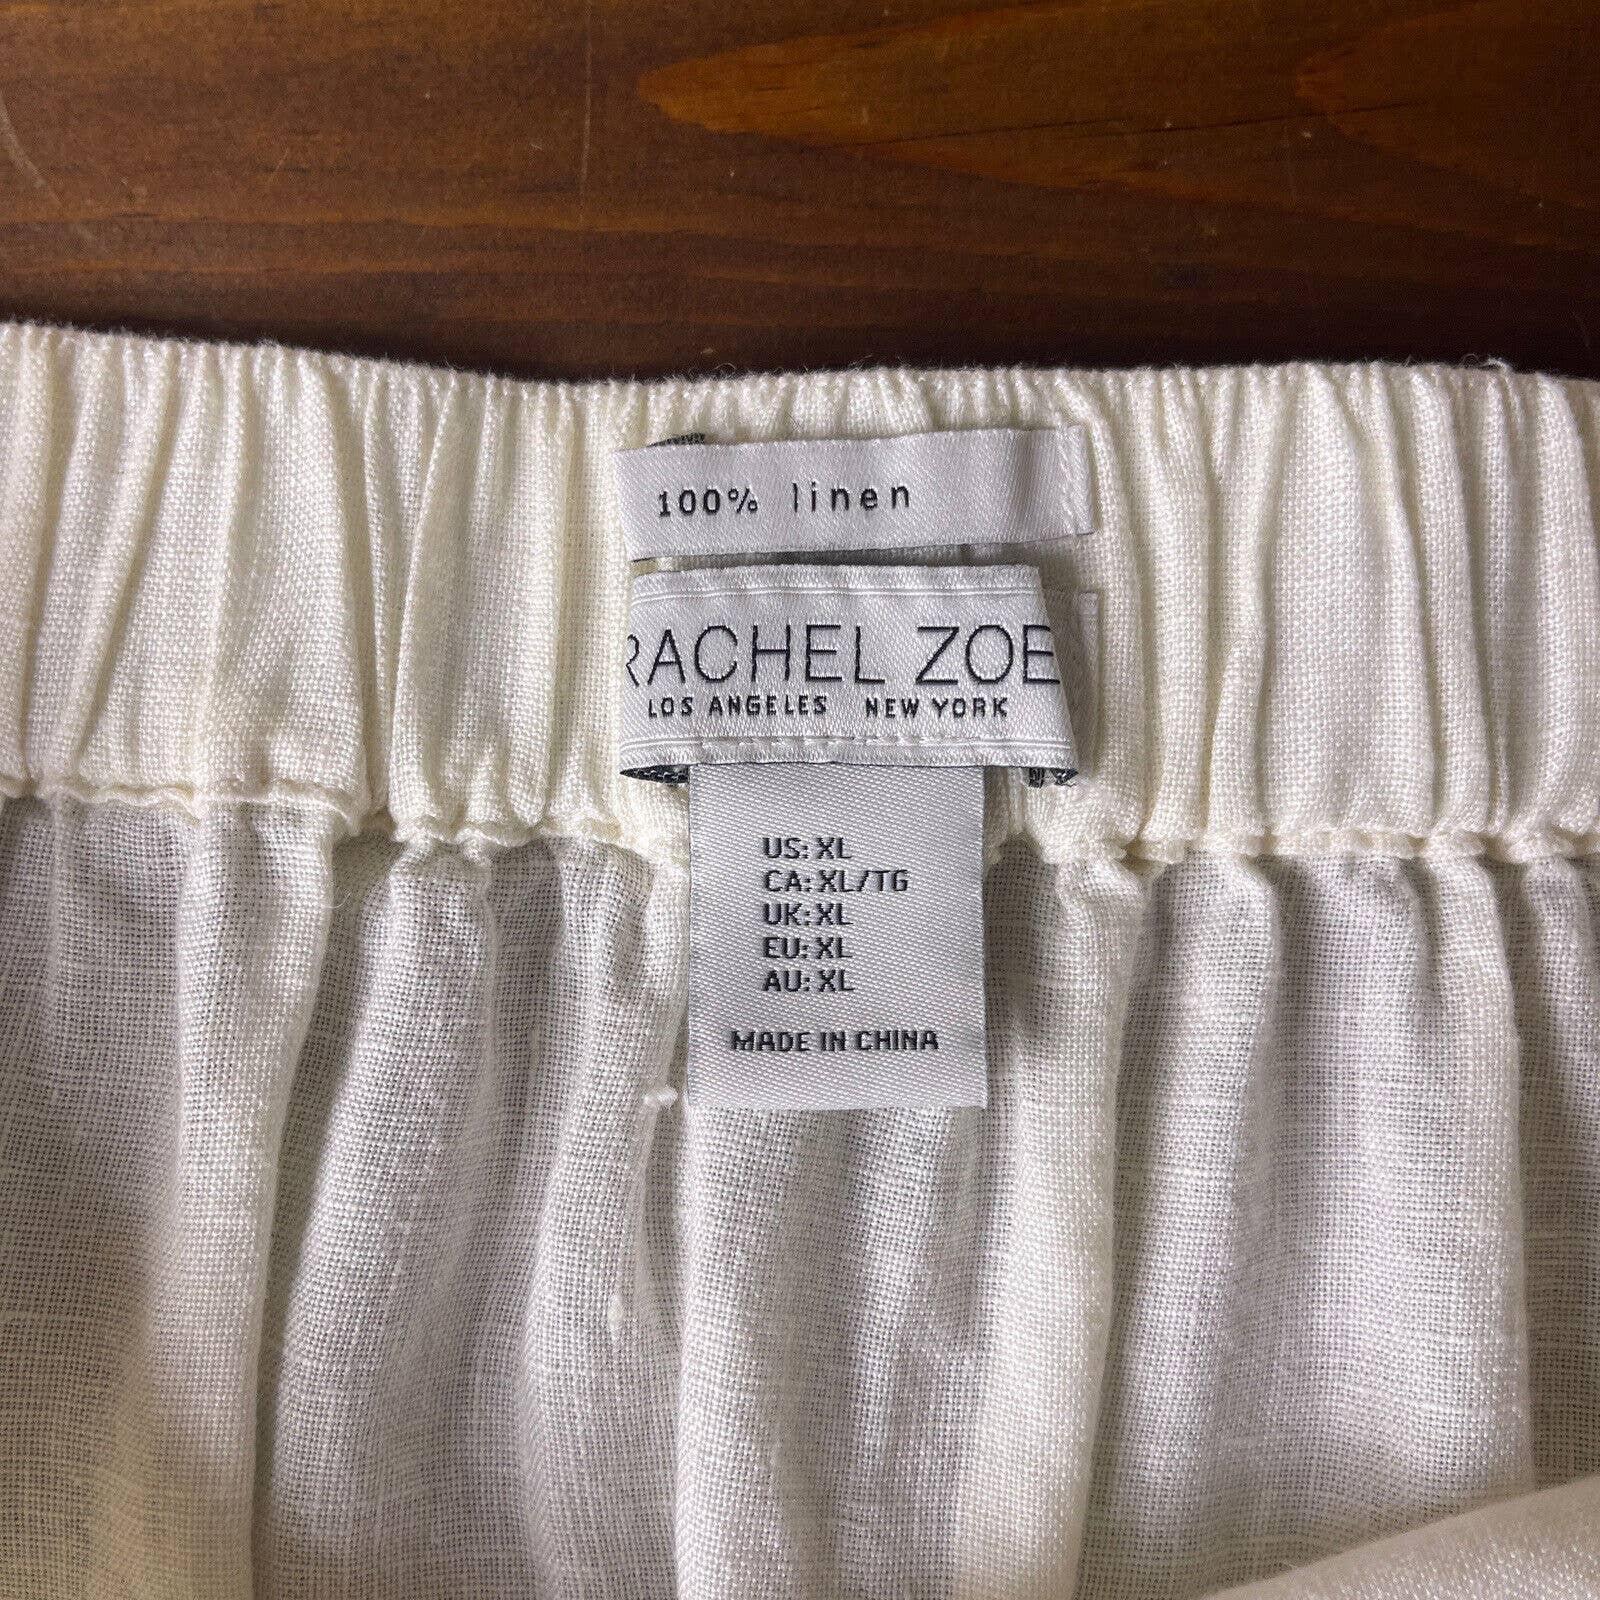 100% linen
RACHEL ZOE
LOS ANGELES NEW YORK
US: XL
CA: XL/TG
UK: XL
EU: XL
AU: XL
MADE IN CHINA